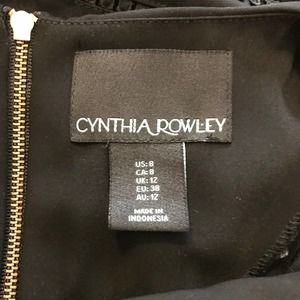 CYNTHIA ROWLEY
US: 8
CA: 8
UK: 12
EU: 38
AU: 12
MADE IN
INDONESIA